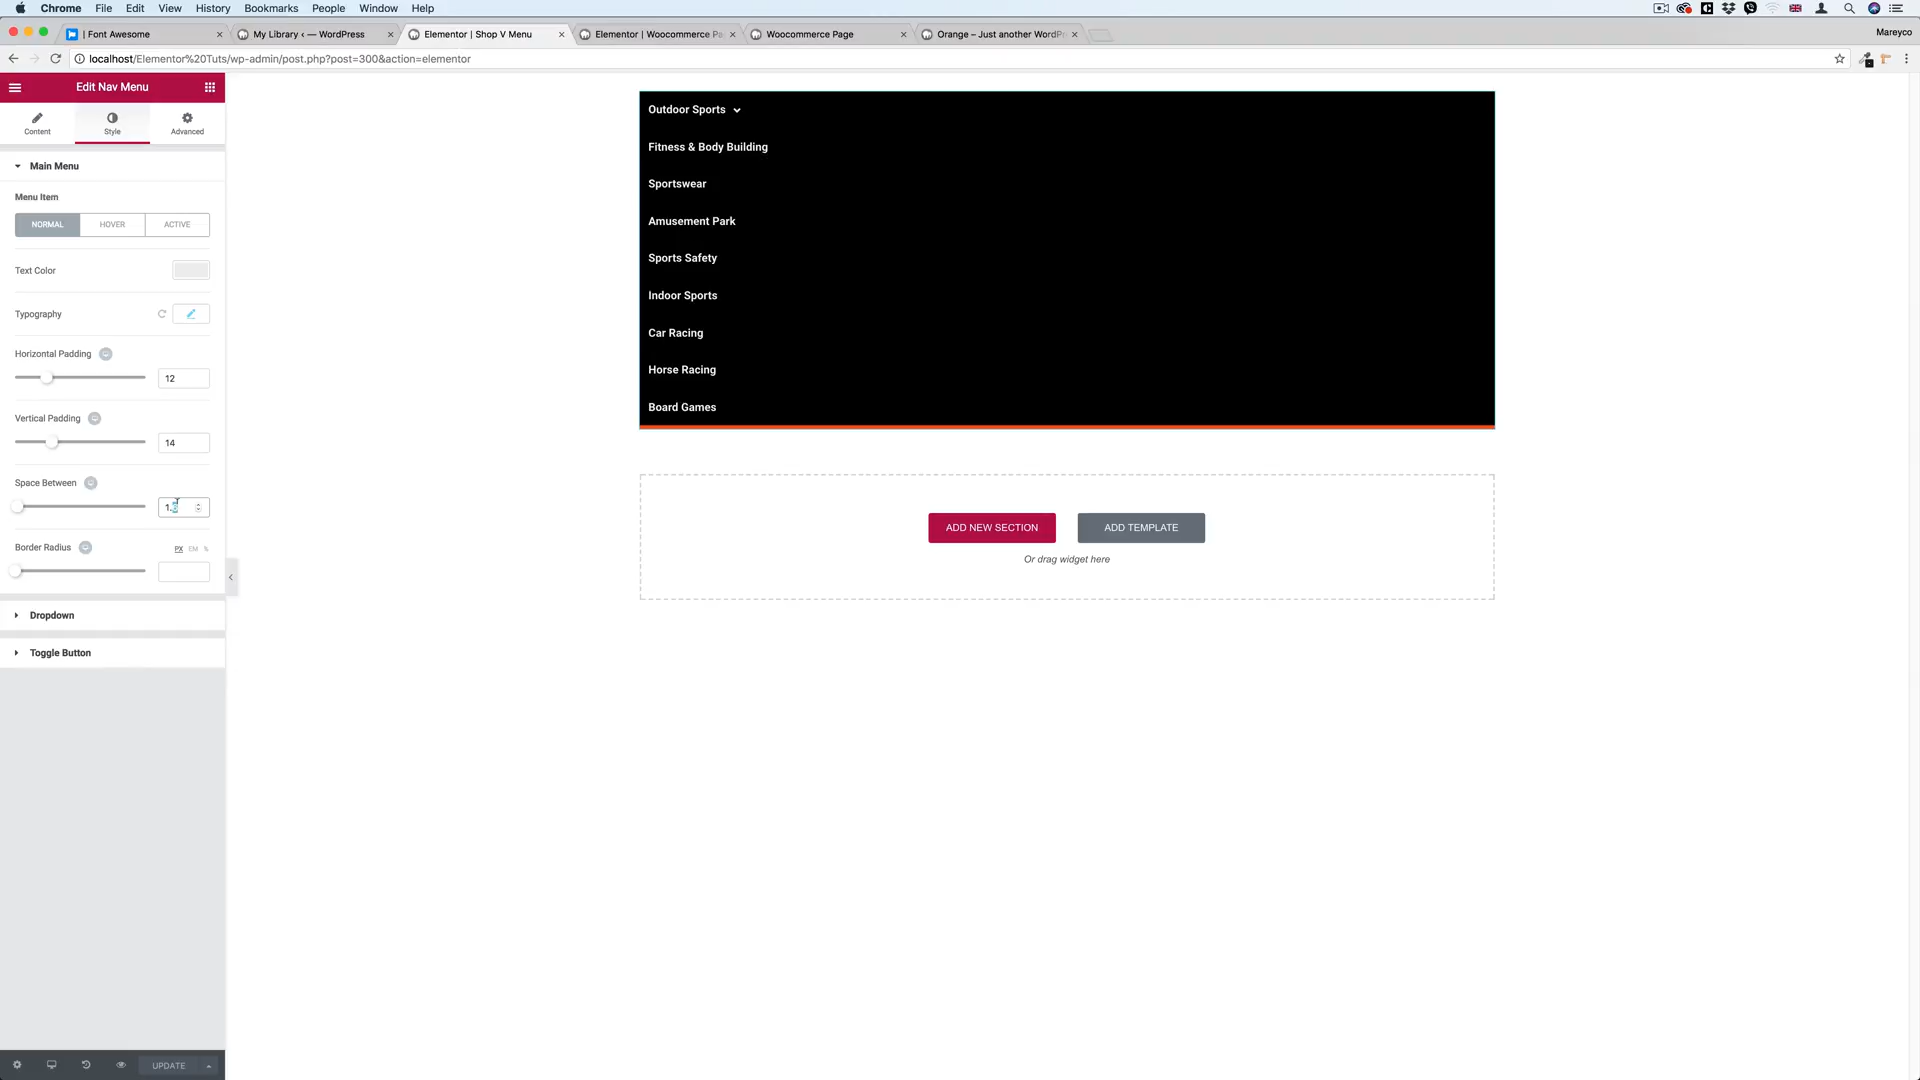 Chrome File Edit View History Bookmarks People Window Help
| Font Awesome
My Library ‹ — WordPress
Elementor | Shop V Menu
Elementor | Woocommerce Pa
Woocommerce Page
Orange – Just another WordPr
Mareyco
localhost/Elementor%20Tuts/wp-admin/post.php?post=300&action=elementor
Edit Nav Menu
Content
Style
Advanced
Main Menu
Menu Item
NORMAL
HOVER
ACTIVE
Text Color
Typography
Horizontal Padding
12
Vertical Padding
14
Space Between
Border Radius
PX EM %
Dropdown
Toggle Button
UPDATE
Outdoor Sports
Fitness & Body Building
Sportswear
Amusement Park
Sports Safety
Indoor Sports
Car Racing
Horse Racing
Board Games
ADD NEW SECTION
ADD TEMPLATE
Or drag widget here